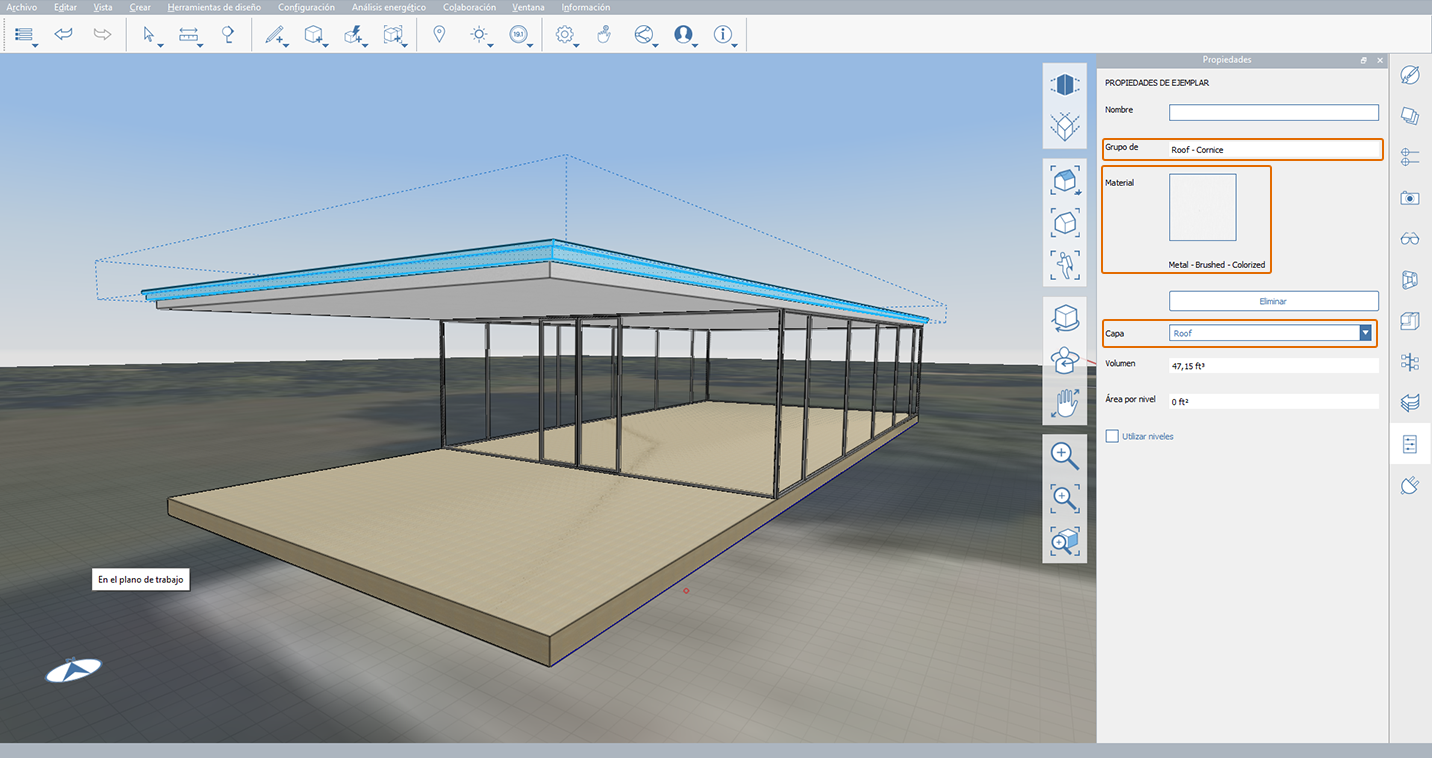 Archivo Editar Vista Crear Herramientas de diseño Configuración Análisis energético Colaboración Ventana Información
19.1
Propiedades
PROPIEDADES DE EJEMPLAR
Nombre
Grupo de Roof - Cornice
Material
Metal - Brushed - Colorized
Eliminar
Capa Roof
Volumen 47,15 ft³
Área por nivel 0 ft²
Utilizar niveles
En el plano de trabajo